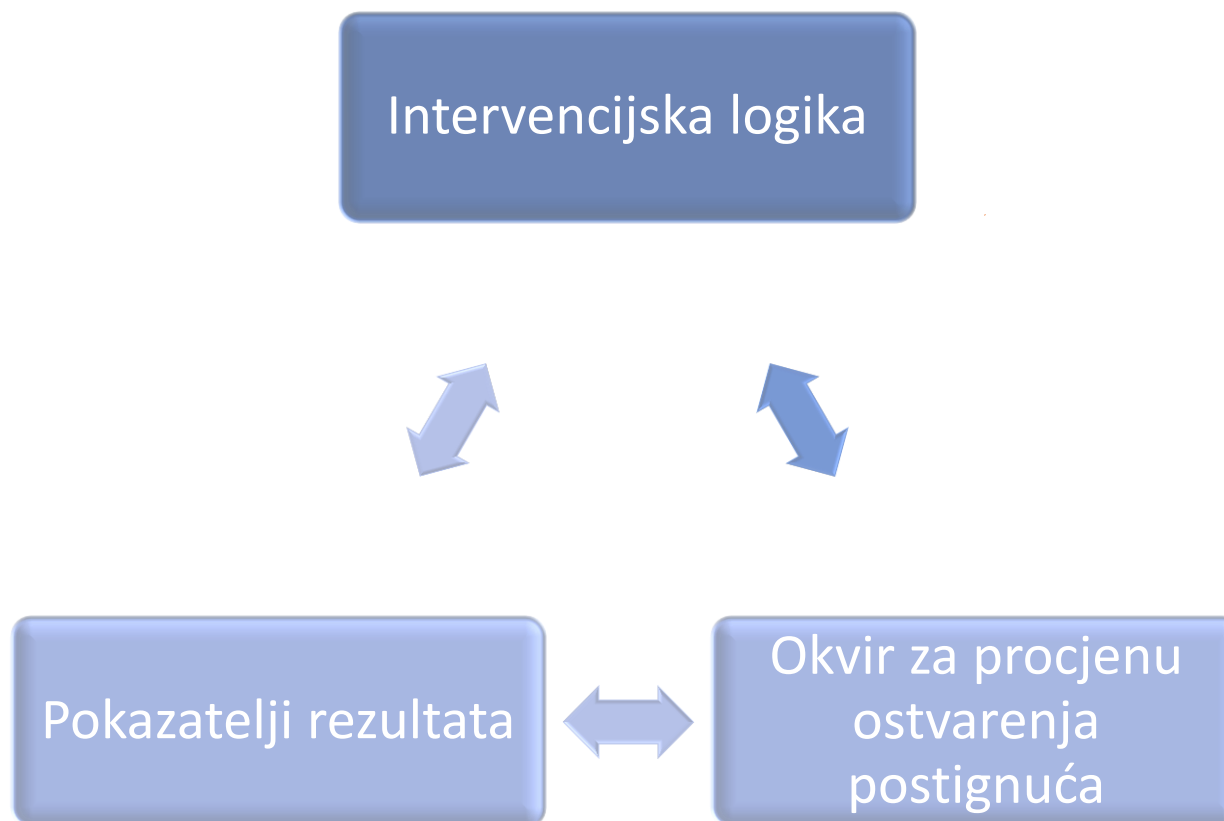 Intervencijska logika
Pokazatelji rezultata
Okvir za procjenu
ostvarenja
postignuća